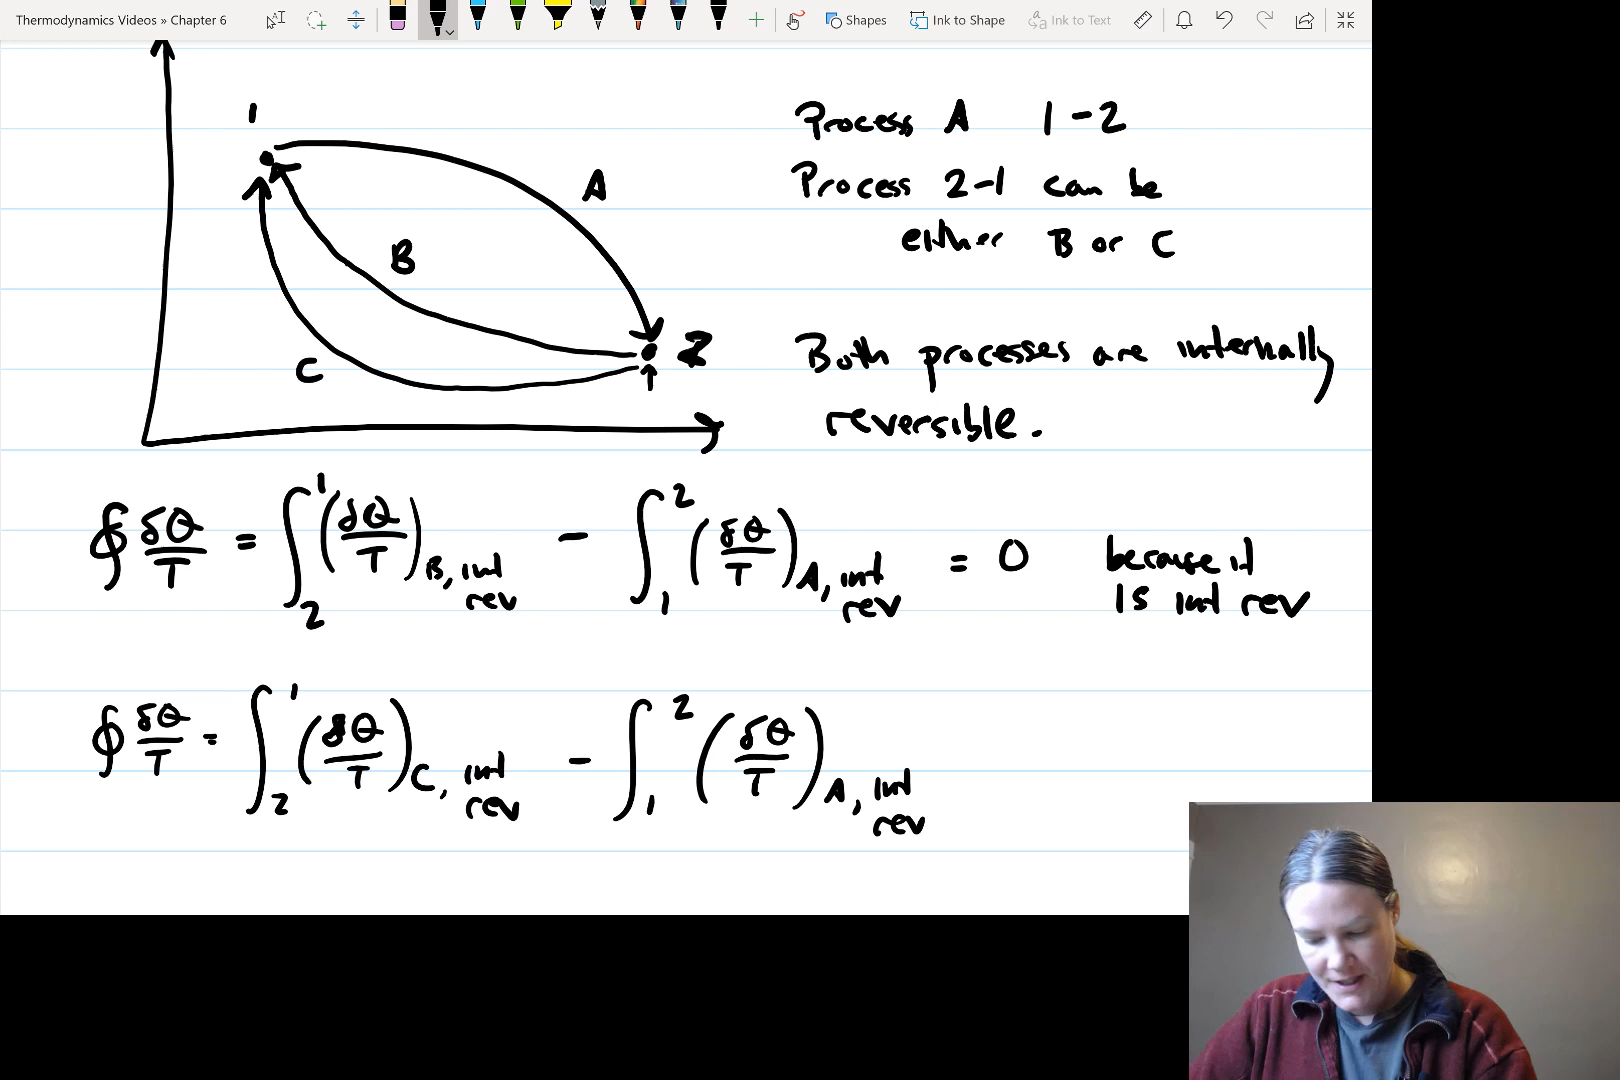 Thermodynamics Videos » Chapter 6
Shapes
Ink to Shape
Ink to Text
1
A
B
C
2
Process A 1-2
Process 2-1 can be
either B or C
Both processes are internally
reversible.
∮ δQ/T = ∫₂¹ (δQ/T)B, int rev − ∫₁² (δQ/T)A, int rev = 0 because it
is int rev
∮ δQ/T = ∫₂¹ (δQ/T)C, int rev − ∫₁² (δQ/T)A, int rev